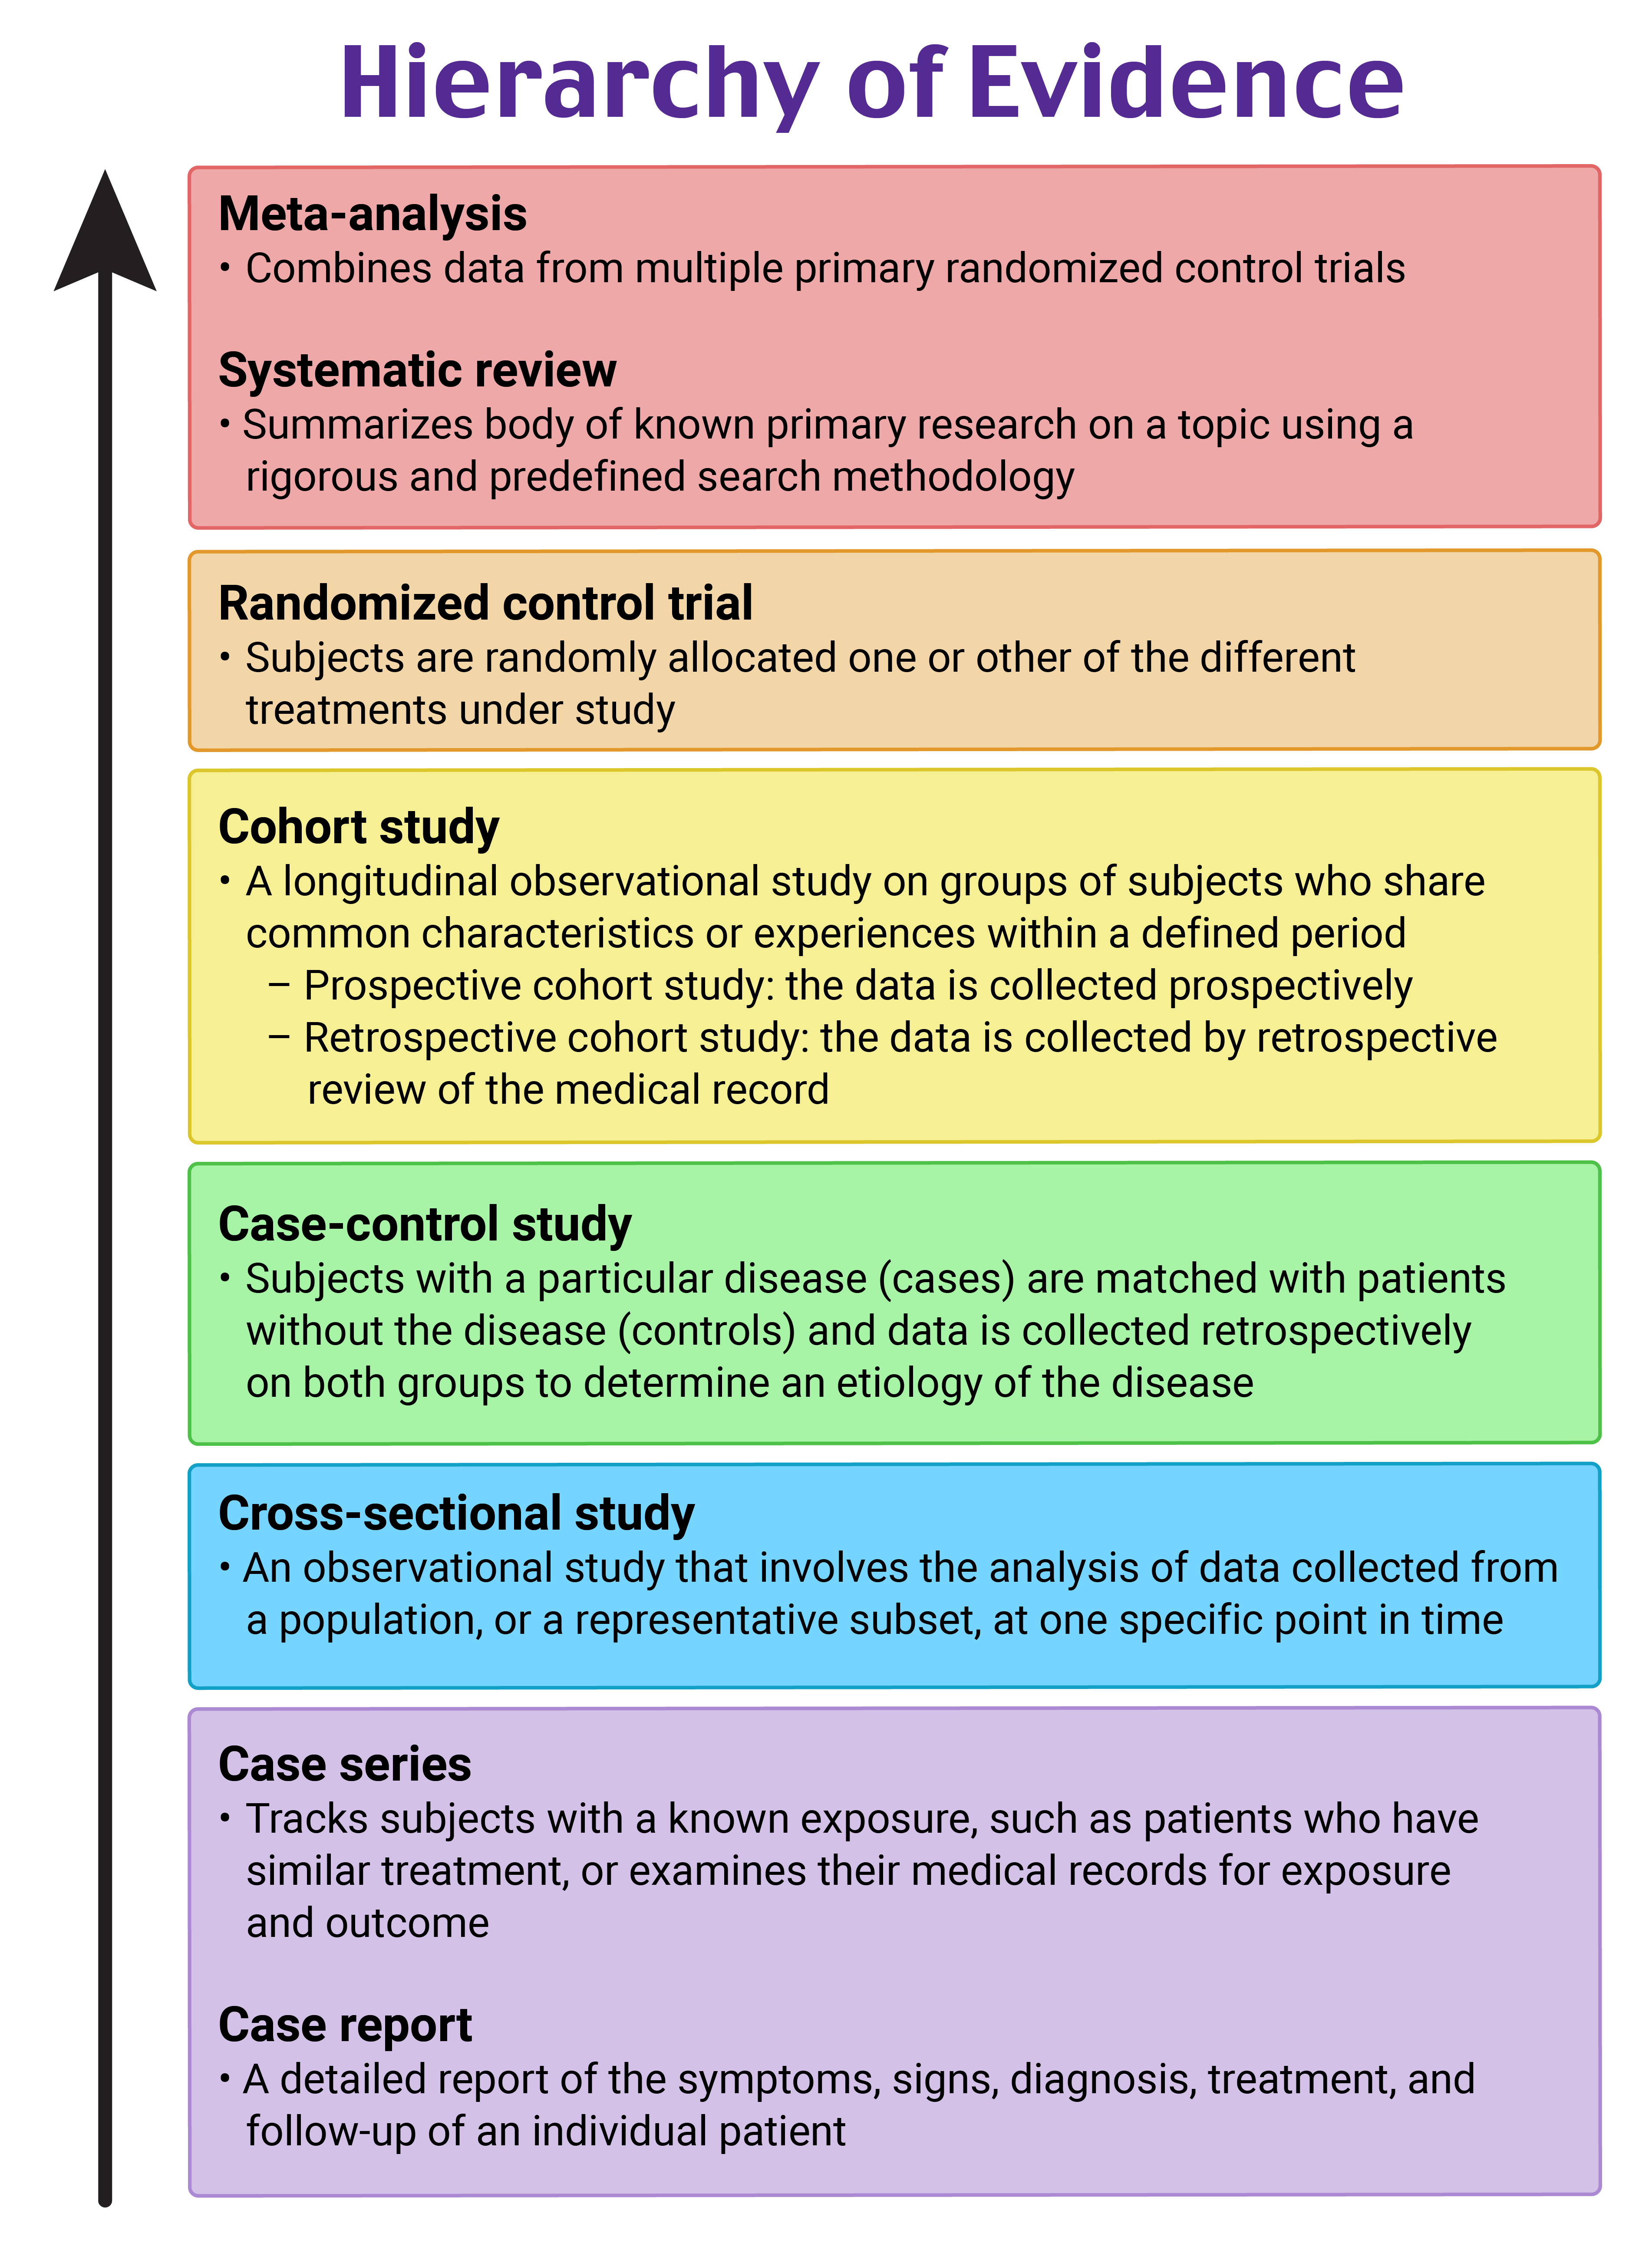 Hierarchy of Evidence
Meta-analysis
• Combines data from multiple primary randomized control trials
Systematic review
• Summarizes body of known primary research on a topic using a
rigorous and predefined search methodology
Randomized control trial
• Subjects are randomly allocated one or other of the different
treatments under study
Cohort study
• A longitudinal observational study on groups of subjects who share
common characteristics or experiences within a defined period
– Prospective cohort study: the data is collected prospectively
– Retrospective cohort study: the data is collected by retrospective
review of the medical record
Case-control study
• Subjects with a particular disease (cases) are matched with patients
without the disease (controls) and data is collected retrospectively
on both groups to determine an etiology of the disease
Cross-sectional study
• An observational study that involves the analysis of data collected from
a population, or a representative subset, at one specific point in time
Case series
• Tracks subjects with a known exposure, such as patients who have
similar treatment, or examines their medical records for exposure
and outcome
Case report
• A detailed report of the symptoms, signs, diagnosis, treatment, and
follow-up of an individual patient